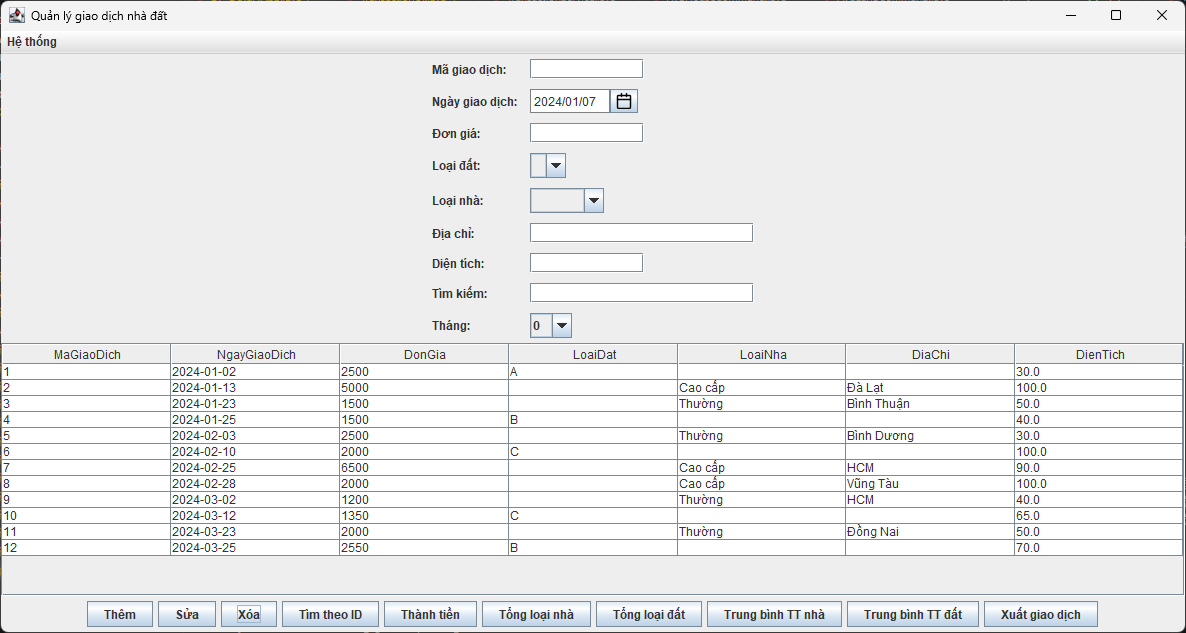 Quản lý giao dịch nhà đất
Hệ thống
Mã giao dịch:
Ngày giao dịch: 2024/01/07
Đơn giá:
Loại đất:
Loại nhà:
Địa chỉ:
Diện tích:
Tìm kiếm:
Tháng: 0
MaGiaoDich NgayGiaoDich DonGia LoaiDat LoaiNha DiaChi DienTich
1 2024-01-02 2500 A 30.0
2 2024-01-13 5000 Cao cấp Đà Lạt 100.0
3 2024-01-23 1500 Thường Bình Thuận 50.0
4 2024-01-25 1500 B 40.0
5 2024-02-03 2500 Thường Bình Dương 30.0
6 2024-02-10 2000 C 100.0
7 2024-02-25 6500 Cao cấp HCM 90.0
8 2024-02-28 2000 Cao cấp Vũng Tàu 100.0
9 2024-03-02 1200 Thường HCM 40.0
10 2024-03-12 1350 C 65.0
11 2024-03-23 2000 Thường Đồng Nai 50.0
12 2024-03-25 2550 B 70.0
Thêm Sửa Xóa Tìm theo ID Thành tiền Tổng loại nhà Tổng loại đất Trung bình TT nhà Trung bình TT đất Xuất giao dịch